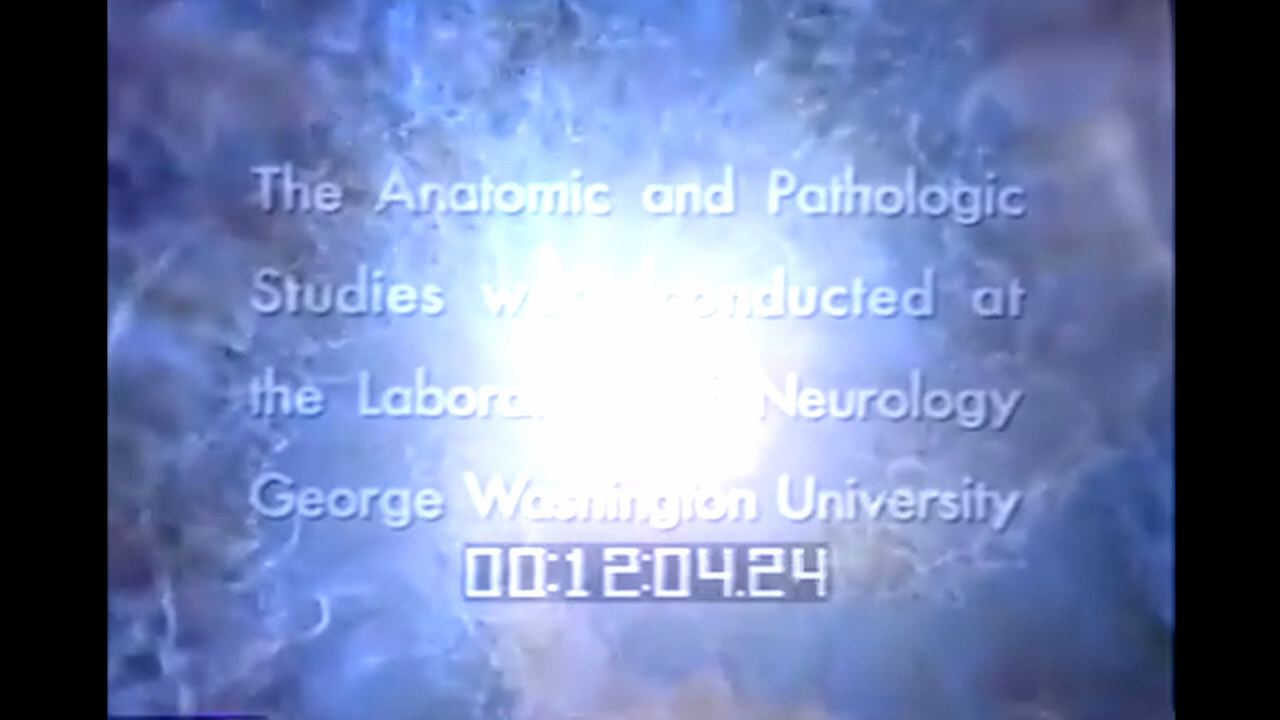 The Anatomic and Pathologic
Studies conducted at
the Neurology
George Washington University
00:12:04.24